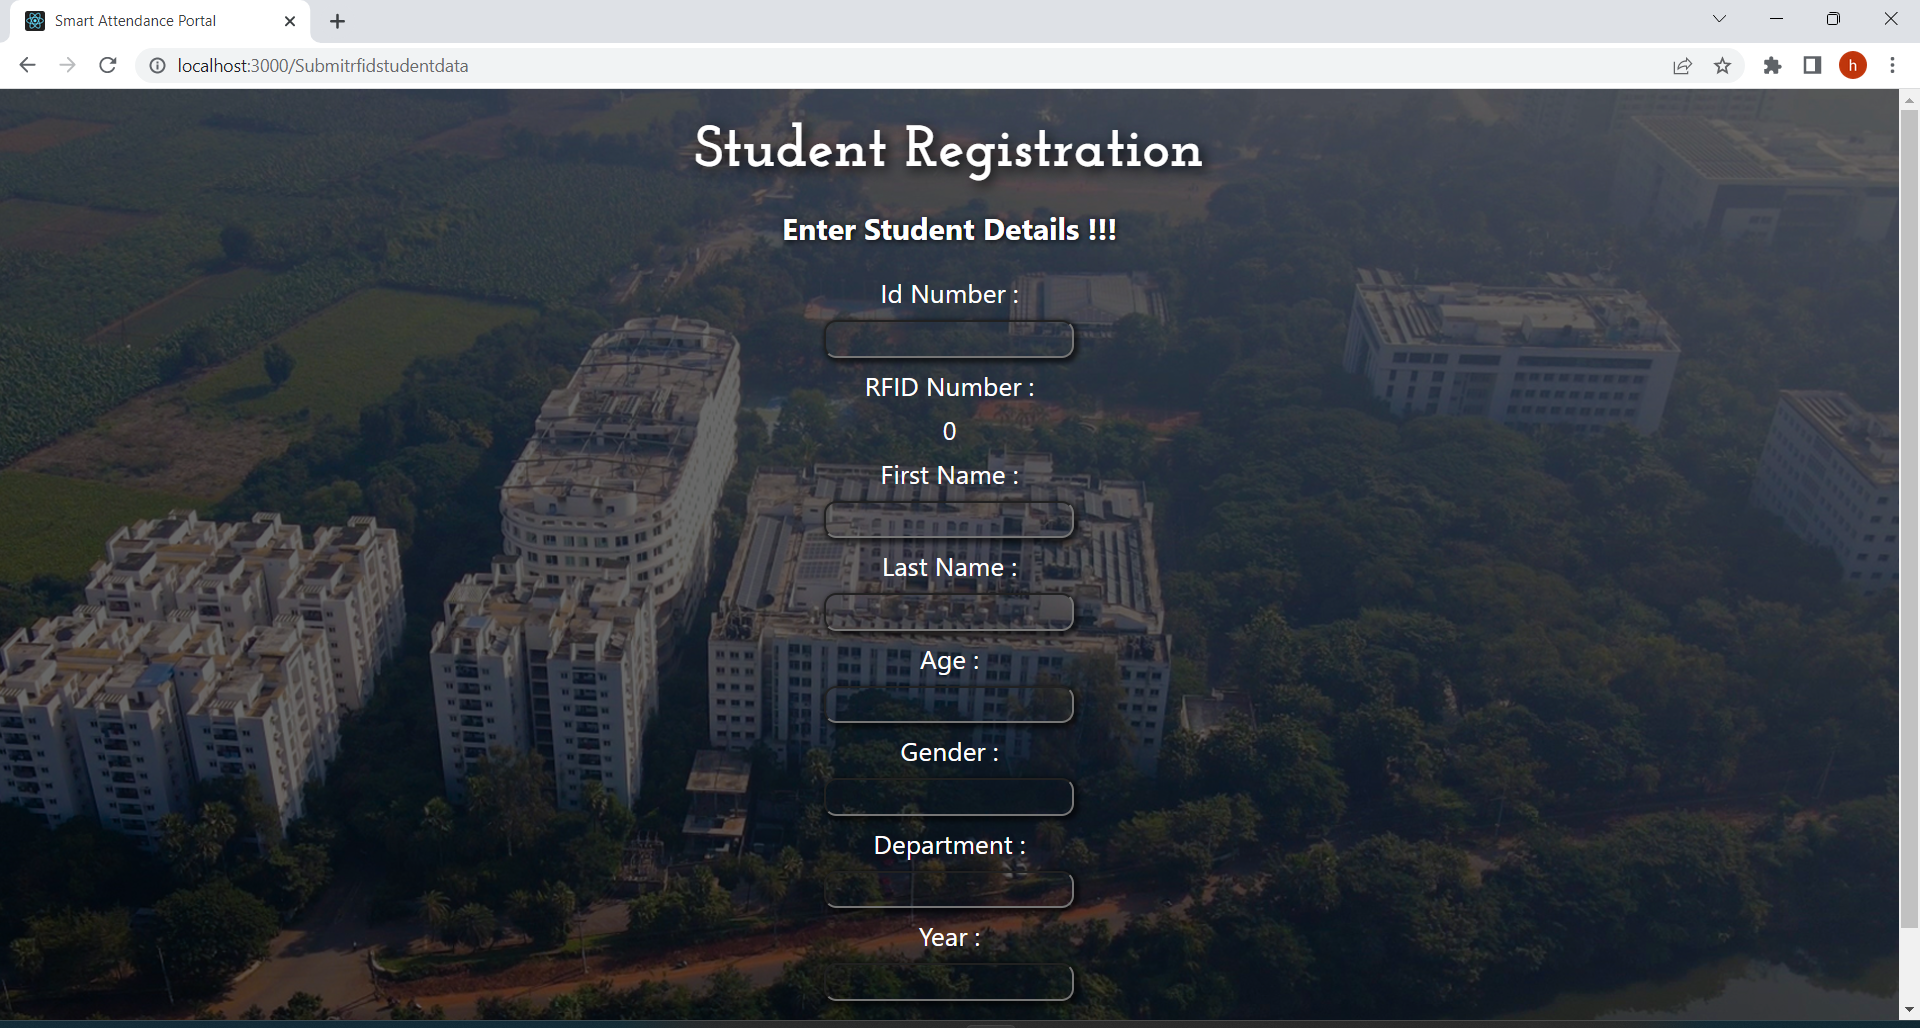 Smart Attendance Portal
localhost:3000/Submitrfidstudentdata
h
Student Registration
Enter Student Details !!!
Id Number :
RFID Number :
0
First Name :
Last Name :
Age :
Gender :
Department :
Year :